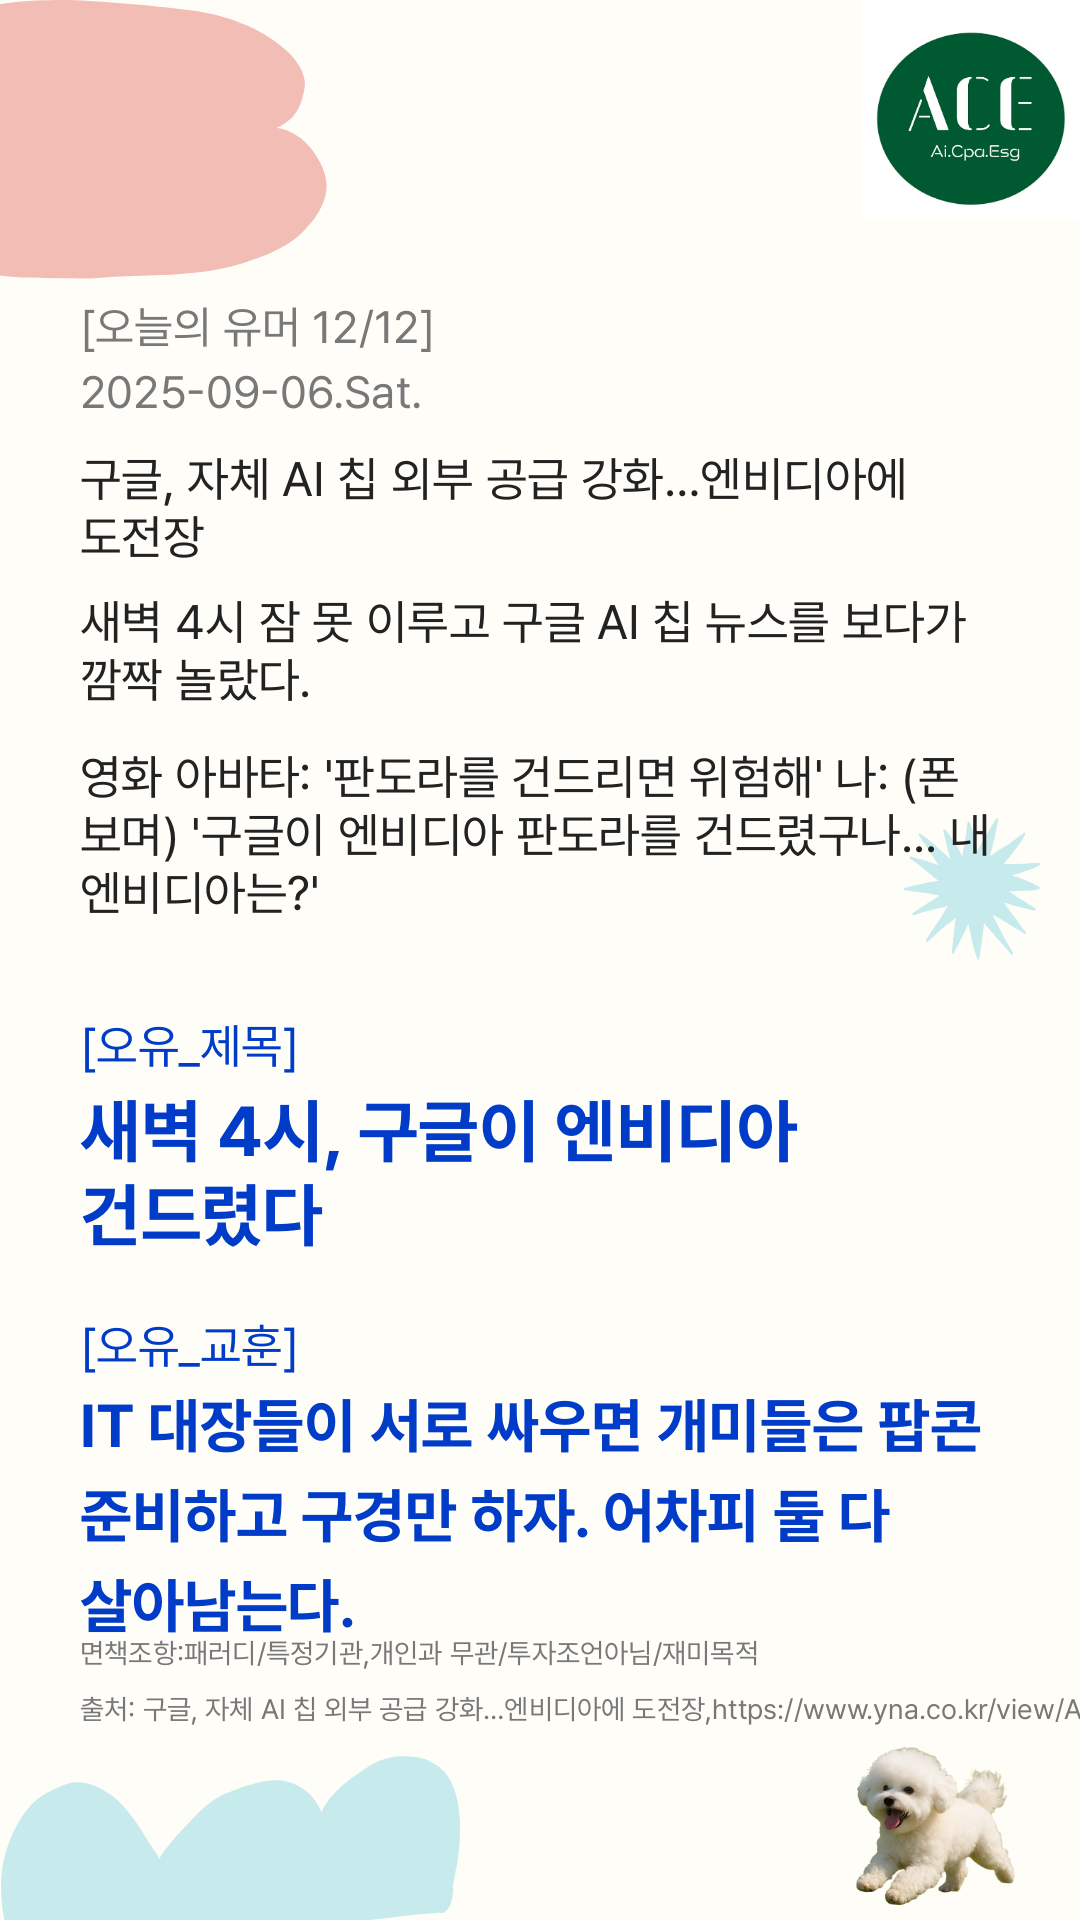 ACE
Ai.Cpa.Esg
[오늘의 유머 12/12]
2025-09-06.Sat.
구글, 자체 AI 칩 외부 공급 강화...엔비디아에
도전장
새벽 4시 잠 못 이루고 구글 AI 칩 뉴스를 보다가
깜짝 놀랐다.
영화 아바타: '판도라를 건드리면 위험해' 나: (폰
보며) '구글이 엔비디아 판도라를 건드렸구나... 내
엔비디아는?'
[오유_제목]
새벽 4시, 구글이 엔비디아
건드렸다
[오유_교훈]
IT 대장들이 서로 싸우면 개미들은 팝콘
준비하고 구경만 하자. 어차피 둘 다
살아남는다.
면책조항:패러디/특정기관,개인과 무관/투자조언아님/재미목적
출처: 구글, 자체 AI 칩 외부 공급 강화...엔비디아에 도전장,https://www.yna.co.kr/view/A